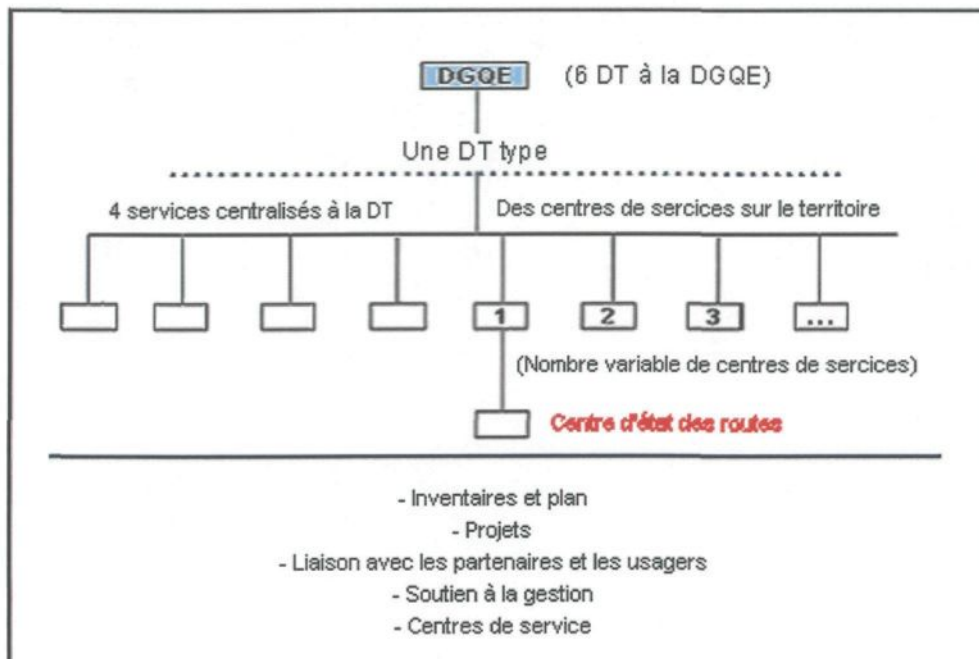 DGQE (6 DT à la DGQE)
Une DT type
4 services centralisés à la DT Des centres de sercices sur le territoire
1 2 3 ...
(Nombre variable de centres de sercices)
Centre d'état des routes
- Inventaires et plan
- Projets
- Liaison avec les partenaires et les usagers
- Soutien à la gestion
- Centres de service